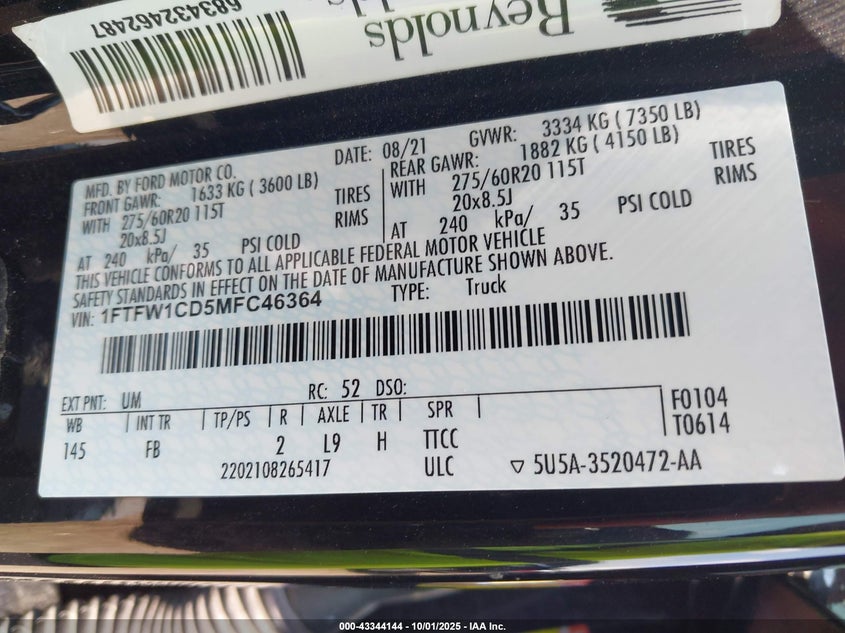 683432462487
Reynolds
MFD. BY FORD MOTOR CO.
DATE: 08/21
GVWR: 3334 KG ( 7350 LB)
FRONT GAWR: 1633 KG ( 3600 LB)
REAR GAWR: 1882 KG ( 4150 LB)
WITH 275/60R20 115T TIRES
WITH 275/60R20 115T TIRES
20x8.5J RIMS
20x8.5J RIMS
AT 240 kPa/ 35 PSI COLD
AT 240 kPa/ 35 PSI COLD
THIS VEHICLE CONFORMS TO ALL APPLICABLE FEDERAL MOTOR VEHICLE
SAFETY STANDARDS IN EFFECT ON THE DATE OF MANUFACTURE SHOWN ABOVE.
VIN: 1FTFW1CD5MFC46364
TYPE: Truck
EXT PNT: UM
RC: 52 DSO:
F0104
WB INT TR TP/PS R AXLE TR SPR
T0614
145 FB 2 L9 H TTCC
2202108265417
ULC
5U5A-3520472-AA
000-43344144 - 10/01/2025 - IAA Inc.